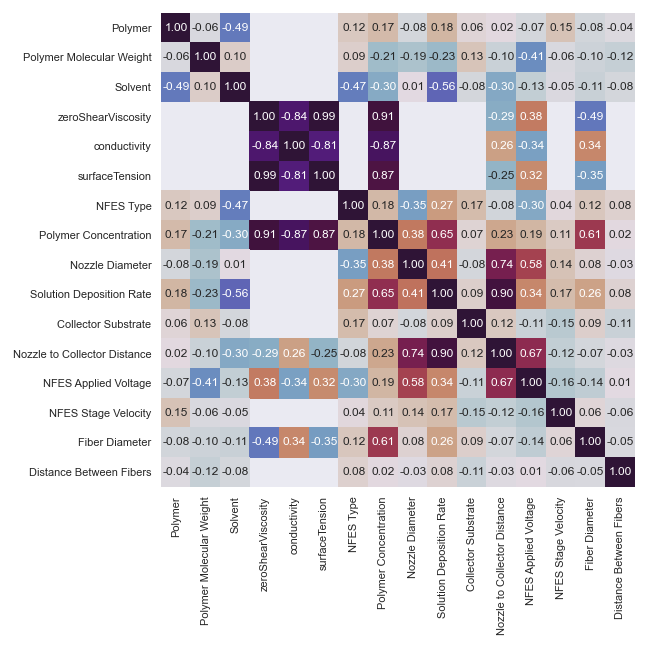 Polymer 1.00 -0.06 -0.49 0.12 0.17 -0.08 0.18 0.06 0.02 -0.07 0.15 -0.08 -0.04
Polymer Molecular Weight -0.06 1.00 0.10 0.09 -0.21 -0.19 -0.23 0.13 -0.10 -0.41 -0.06 -0.10 -0.12
Solvent -0.49 0.10 1.00 -0.47 -0.30 0.01 -0.56 -0.08 -0.30 -0.13 -0.05 -0.11 -0.08
zeroShearViscosity 1.00 -0.84 0.99 0.91 -0.29 0.38 -0.49
conductivity -0.84 1.00 -0.81 -0.87 0.26 -0.34 0.34
surfaceTension 0.99 -0.81 1.00 0.87 -0.25 0.32 -0.35
NFES Type 0.12 0.09 -0.47 1.00 0.18 -0.35 0.27 0.17 -0.08 -0.30 0.04 0.12 0.08
Polymer Concentration 0.17 -0.21 -0.30 0.91 -0.87 0.87 0.18 1.00 0.38 0.65 0.07 0.23 0.19 0.11 0.61 0.02
Nozzle Diameter -0.08 -0.19 0.01 -0.35 0.38 1.00 0.41 -0.08 0.74 0.58 0.14 0.08 -0.03
Solution Deposition Rate 0.18 -0.23 -0.56 0.27 0.65 0.41 1.00 0.09 0.90 0.34 0.17 0.26 0.08
Collector Substrate 0.06 0.13 -0.08 0.17 0.07 -0.08 0.09 1.00 0.12 -0.11 -0.15 0.09 -0.11
Nozzle to Collector Distance 0.02 -0.10 -0.30 -0.29 0.26 -0.25 -0.08 0.23 0.74 0.90 0.12 1.00 0.67 -0.12 -0.07 -0.03
NFES Applied Voltage -0.07 -0.41 -0.13 0.38 -0.34 0.32 -0.30 0.19 0.58 0.34 -0.11 0.67 1.00 -0.16 -0.14 0.01
NFES Stage Velocity 0.15 -0.06 -0.05 0.04 0.11 0.14 0.17 -0.15 -0.12 -0.16 1.00 0.06 -0.06
Fiber Diameter -0.08 -0.10 -0.11 -0.49 0.34 -0.35 0.12 0.61 0.08 0.26 0.09 -0.07 -0.14 0.06 1.00 -0.05
Distance Between Fibers -0.04 -0.12 -0.08 0.08 0.02 -0.03 0.08 -0.11 -0.03 0.01 -0.06 -0.05 1.00
Polymer
Polymer Molecular Weight
Solvent
zeroShearViscosity
conductivity
surfaceTension
NFES Type
Polymer Concentration
Nozzle Diameter
Solution Deposition Rate
Collector Substrate
Nozzle to Collector Distance
NFES Applied Voltage
NFES Stage Velocity
Fiber Diameter
Distance Between Fibers